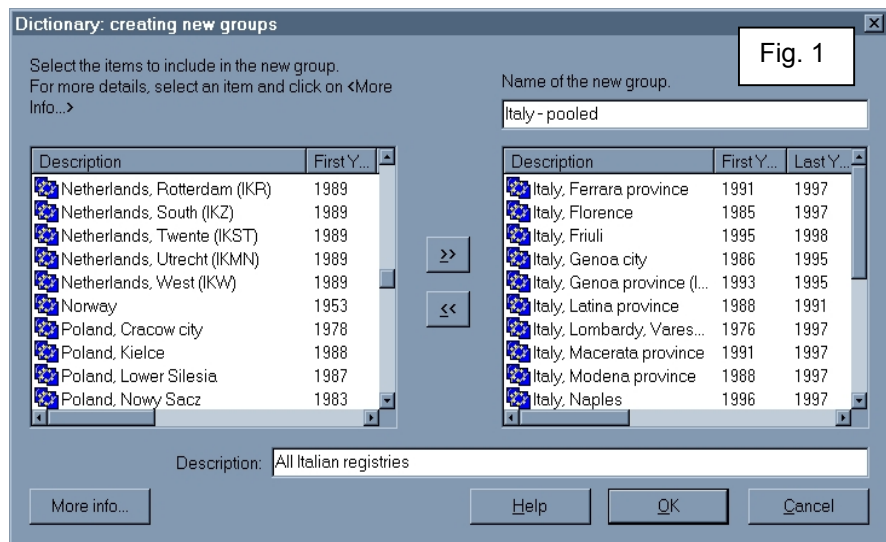 Dictionary: creating new groups
Fig. 1
Select the items to include in the new group.
For more details, select an item and click on <More
Info...>
Name of the new group.
Italy - pooled
Description First Y...
Netherlands, Rotterdam (IKR) 1989
Netherlands, South (IKZ) 1989
Netherlands, Twente (IKST) 1989
Netherlands, Utrecht (IKMN) 1989
Netherlands, West (IKW) 1989
Norway 1953
Poland, Cracow city 1978
Poland, Kielce 1988
Poland, Lower Silesia 1987
Poland, Nowy Sacz 1983
>>
<<
Description First Y... Last Y...
Italy, Ferrara province 1991 1997
Italy, Florence 1985 1997
Italy, Friuli 1995 1998
Italy, Genoa city 1986 1995
Italy, Genoa province (I... 1993 1995
Italy, Latina province 1988 1991
Italy, Lombardy, Vares... 1976 1997
Italy, Macerata province 1991 1997
Italy, Modena province 1988 1997
Italy, Naples 1996 1997
Description: All Italian registries
More info... Help OK Cancel